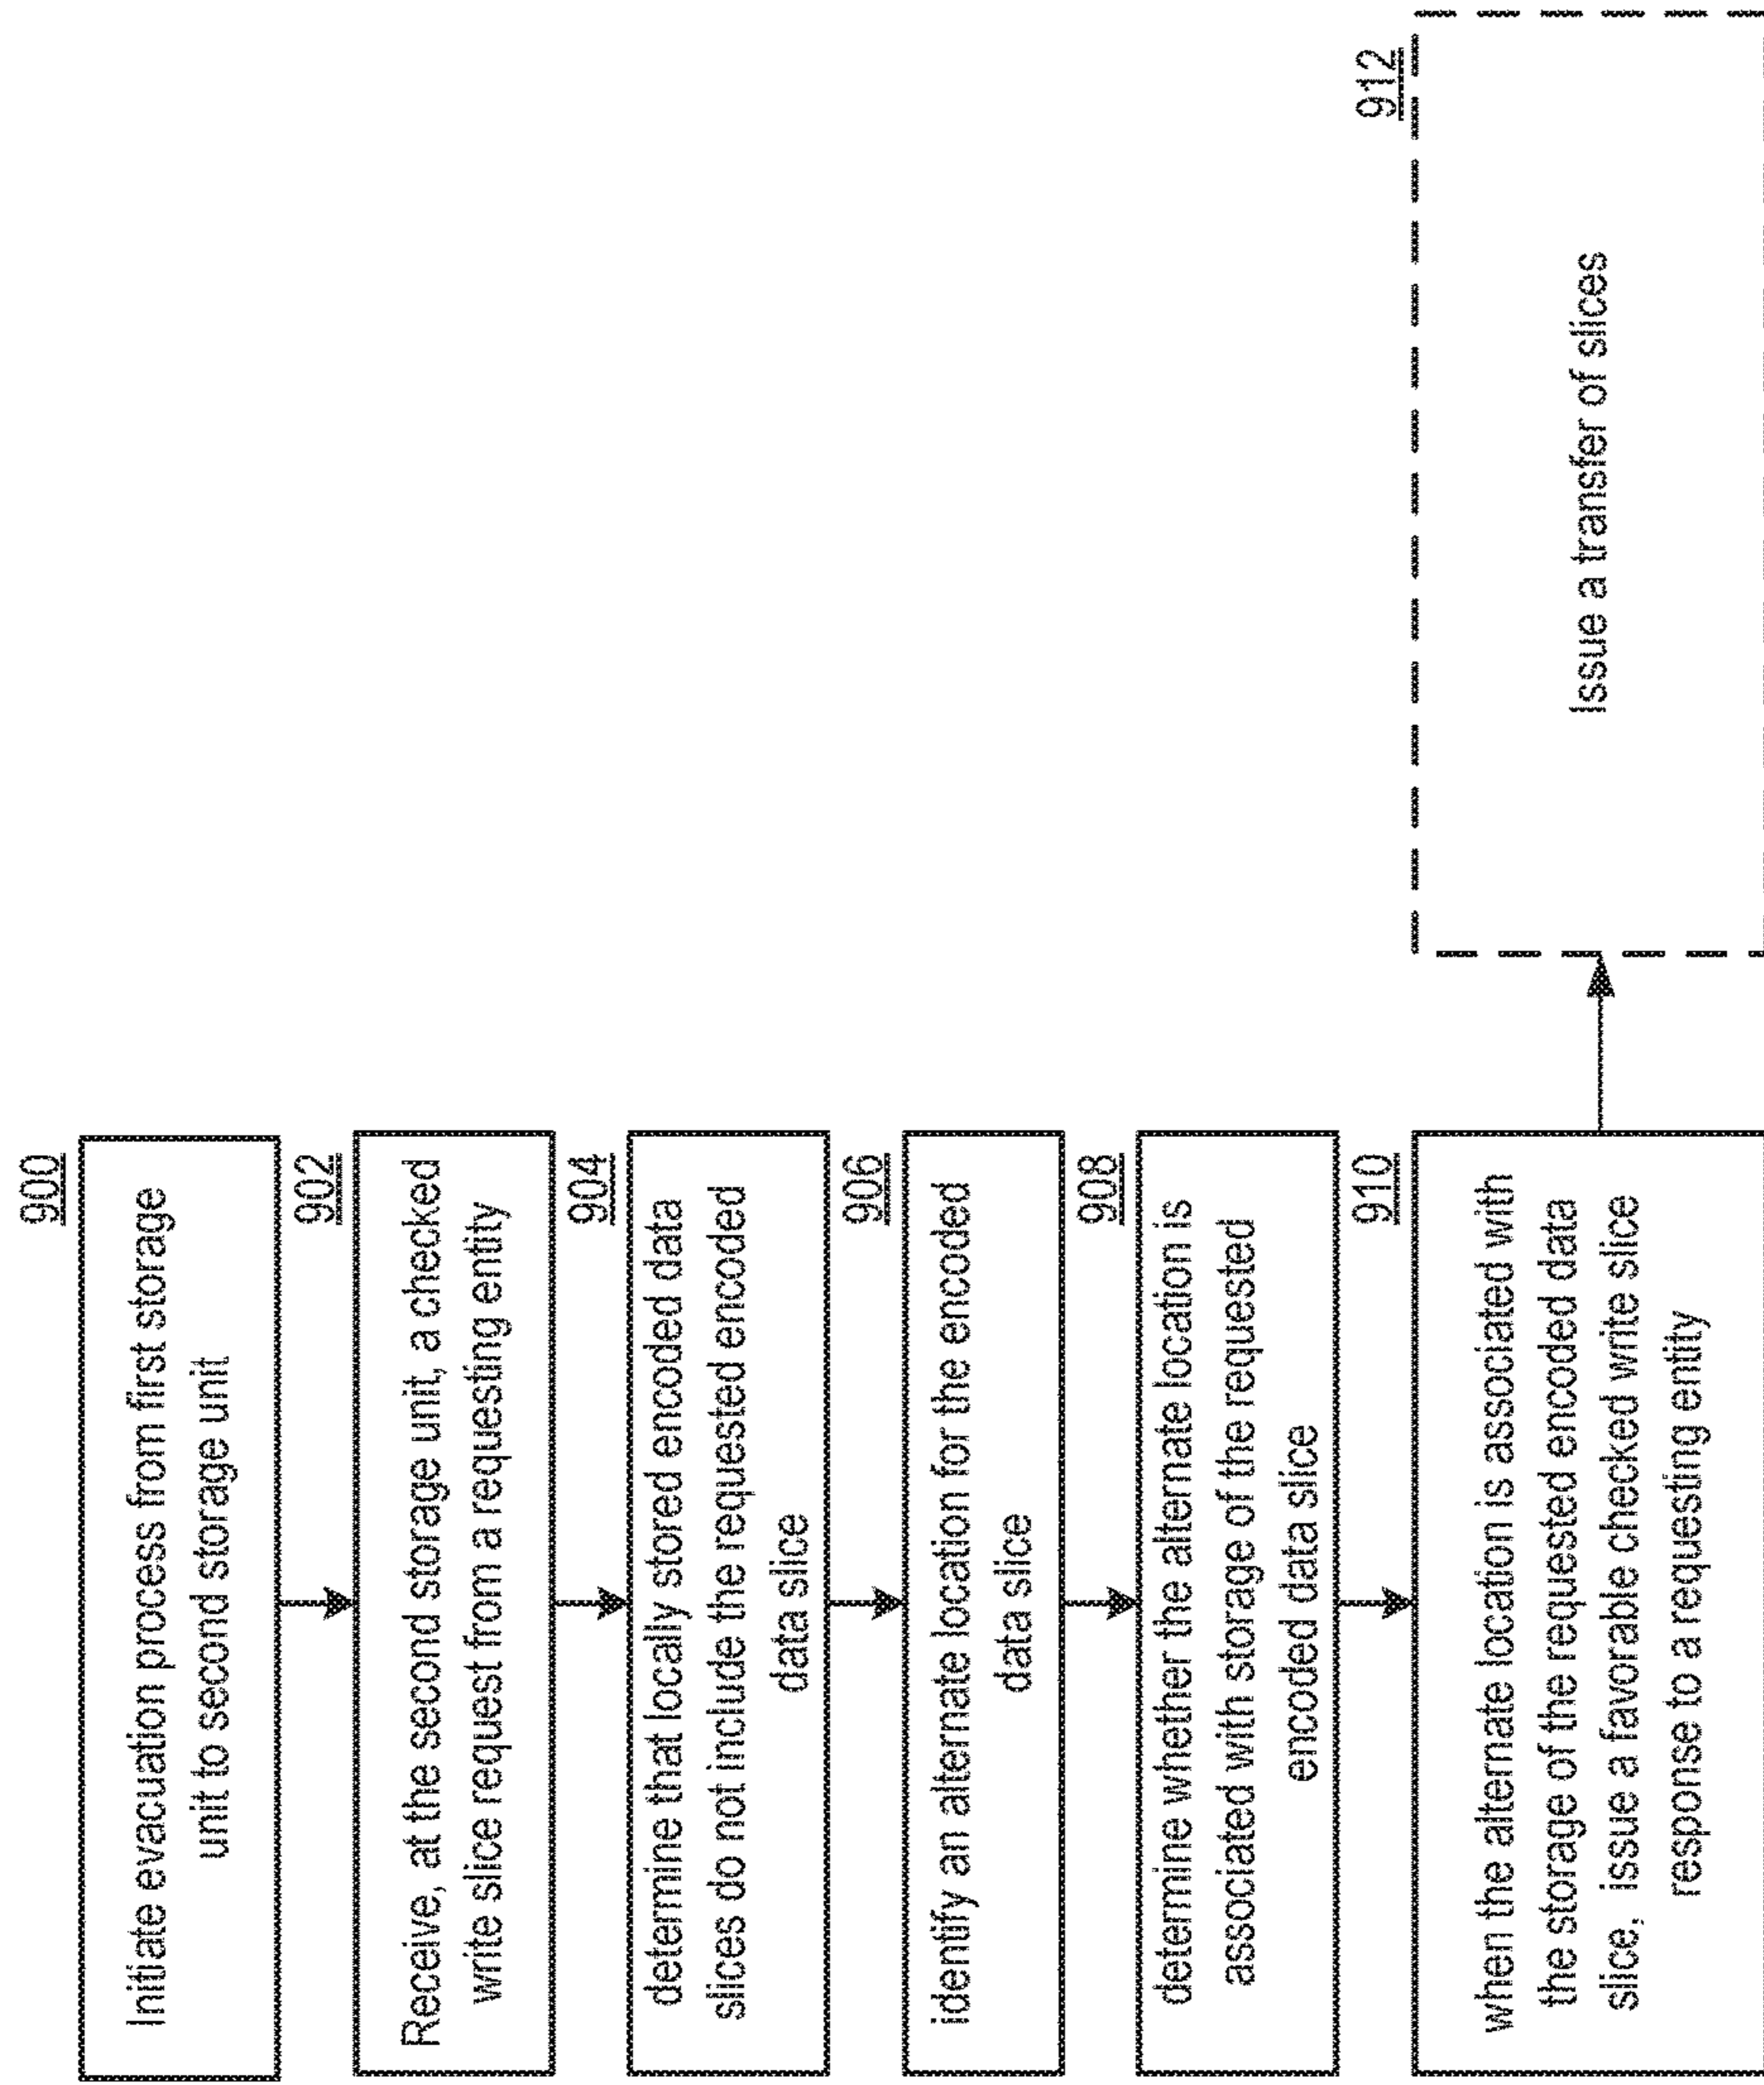 900
Initiate evacuation process from first storage
unit to second storage unit
902
Receive, at the second storage unit, a checked
write slice request from a requesting entity
904
determine that locally stored encoded data
slices do not include the requested encoded
data slice
906
identify an alternate location for the encoded
data slice
908
determine whether the alternate location is
associated with storage of the requested
encoded data slice
910
when the alternate location is associated with
the storage of the requested encoded data
slice, issue a favorable checked write slice
response to a requesting entity
912
Issue a transfer of slices